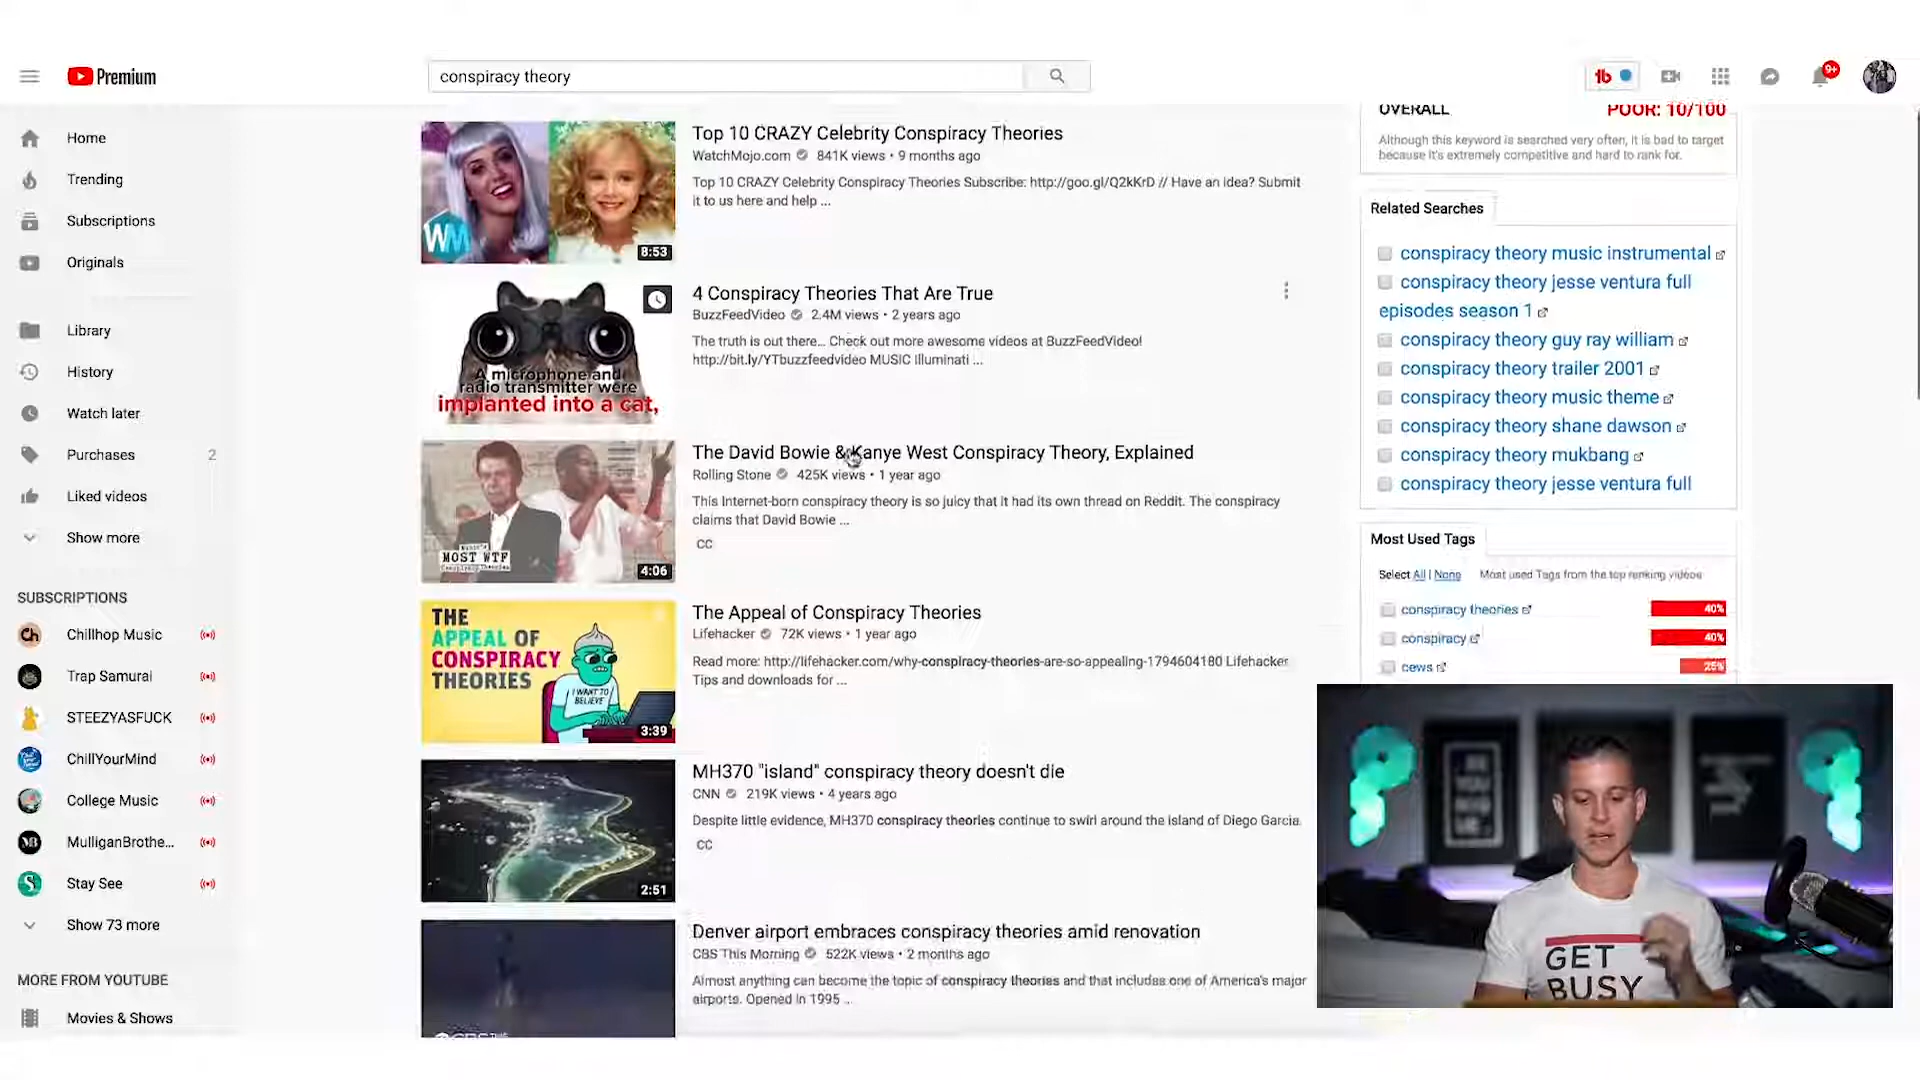 Premium
conspiracy theory
9+
Home
Trending
Subscriptions
Originals
Library
History
Watch later
Purchases 2
Liked videos
Show more
SUBSCRIPTIONS
Chillhop Music
Trap Samurai
STEEZYASFUCK
ChillYourMind
College Music
MulliganBrothe...
Stay See
Show 73 more
MORE FROM YOUTUBE
Movies & Shows
WM
8:53
Top 10 CRAZY Celebrity Conspiracy Theories
WatchMojo.com 841K views • 9 months ago
Top 10 CRAZY Celebrity Conspiracy Theories Subscribe: http://goo.gl/Q2kKrD // Have an idea? Submit
it to us here and help ...
A microphone and
radio transmitter were
implanted into a cat,
4 Conspiracy Theories That Are True
BuzzFeedVideo 2.4M views • 2 years ago
The truth is out there... Check out more awesome videos at BuzzFeedVideo!
http://bit.ly/YTbuzzfeedvideo MUSIC Illuminati ...
MOST WTF
4:06
The David Bowie & Kanye West Conspiracy Theory, Explained
Rolling Stone 425K views • 1 year ago
This Internet-born conspiracy theory is so juicy that it had its own thread on Reddit. The conspiracy
claims that David Bowie ...
CC
THE
APPEAL OF
CONSPIRACY
THEORIES
I WANT TO
BELIEVE
3:39
The Appeal of Conspiracy Theories
Lifehacker 72K views • 1 year ago
Read more: http://lifehacker.com/why-conspiracy-theories-are-so-appealing-1794604180 Lifehacker
Tips and downloads for ...
2:51
MH370 "island" conspiracy theory doesn't die
CNN 219K views • 4 years ago
Despite little evidence, MH370 conspiracy theories continue to swirl around the island of Diego Garcia.
CC
Denver airport embraces conspiracy theories amid renovation
CBS This Morning 522K views • 2 months ago
Almost anything can become the topic of conspiracy theories and that includes one of America's major
airports. Opened in 1995 ...
OVERALL POOR: 10/100
Although this keyword is searched very often, it is bad to target
because it's extremely competitive and hard to rank for.
Related Searches
conspiracy theory music instrumental
conspiracy theory jesse ventura full
episodes season 1
conspiracy theory guy ray william
conspiracy theory trailer 2001
conspiracy theory music theme
conspiracy theory shane dawson
conspiracy theory mukbang
conspiracy theory jesse ventura full
Most Used Tags
Select All | None Most used Tags from the top ranking videos
conspiracy theories 40%
conspiracy 40%
cews 25%
GET
BUSY